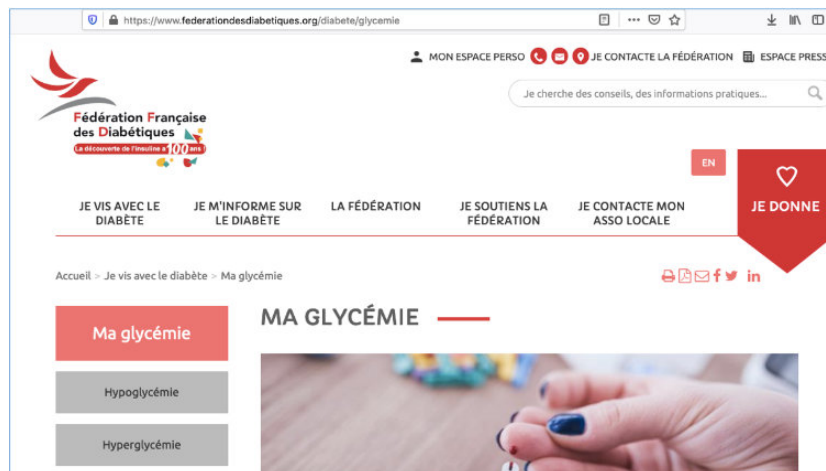 https://www.federationdesdiabetiques.org/diabete/glycemie
MON ESPACE PERSO JE CONTACTE LA FÉDÉRATION ESPACE PRESS
Je cherche des conseils, des informations pratiques...
Fédération Française
des Diabétiques
La découverte de l'insuline a 100 ans !
EN
JE DONNE
JE VIS AVEC LE
DIABÈTE
JE M'INFORME SUR
LE DIABÈTE
LA FÉDÉRATION
JE SOUTIENS LA
FÉDÉRATION
JE CONTACTE MON
ASSO LOCALE
Accueil > Je vis avec le diabète > Ma glycémie
Ma glycémie
Hypoglycémie
Hyperglycémie
MA GLYCÉMIE